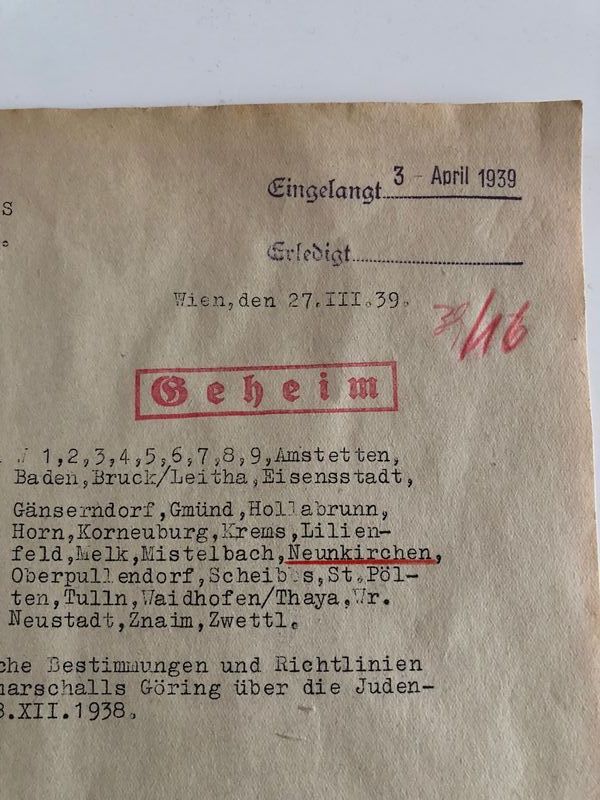 Eingelangt 3 - April 1939
S
Erledigt
Wien,den 27.III.39.
/116
Geheim
1,2,3,4,5,6,7,8,9,Amstetten,
Baden,Bruck/Leitha,Eisensstadt,
Gänserndorf,Gmünd,Hollabrunn,
Horn,Korneuburg,Krems,Lilien-
feld,Melk,Mistelbach,Neunkirchen,
Oberpullendorf,Scheibbs,St.Pöl-
ten,Tulln,Waidhofen/Thaya,Wr.
Neustadt,Znaim,Zwettl.
che Bestimmungen und Richtlinien
marschalls Göring über die Juden-
8.XII.1938.